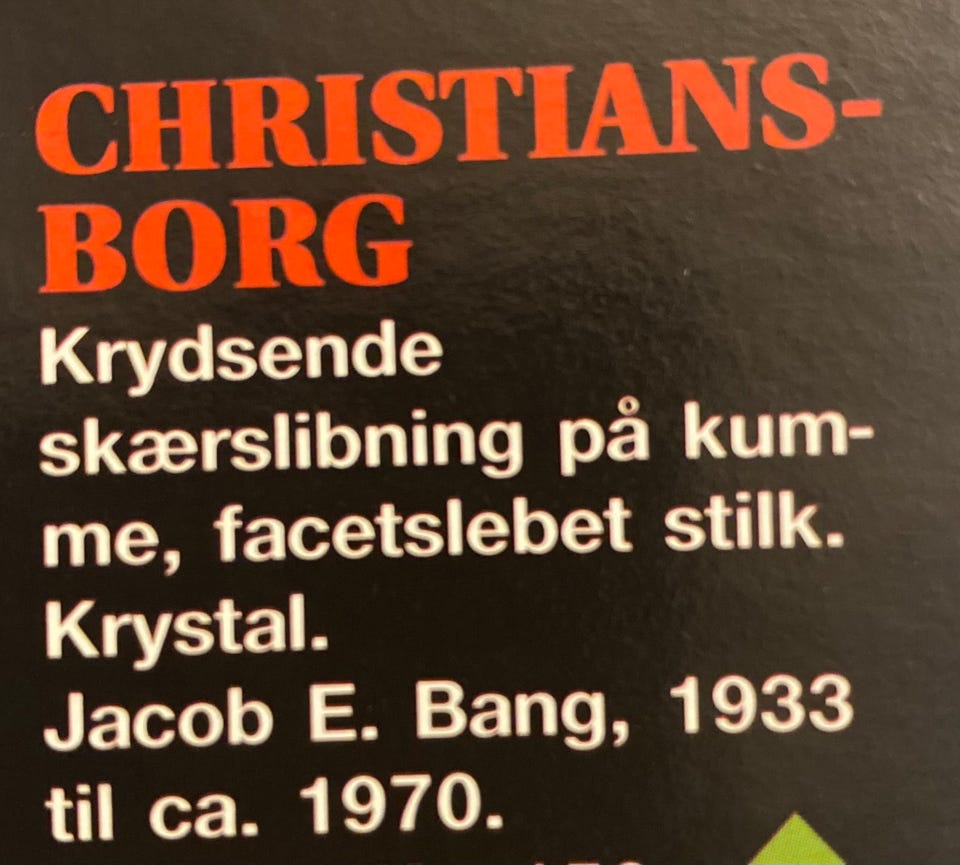 CHRISTIANS-
BORG
Krydsende
skærslibning på kum-
me, facetslebet stilk.
Krystal.
Jacob E. Bang, 1933
til ca. 1970.